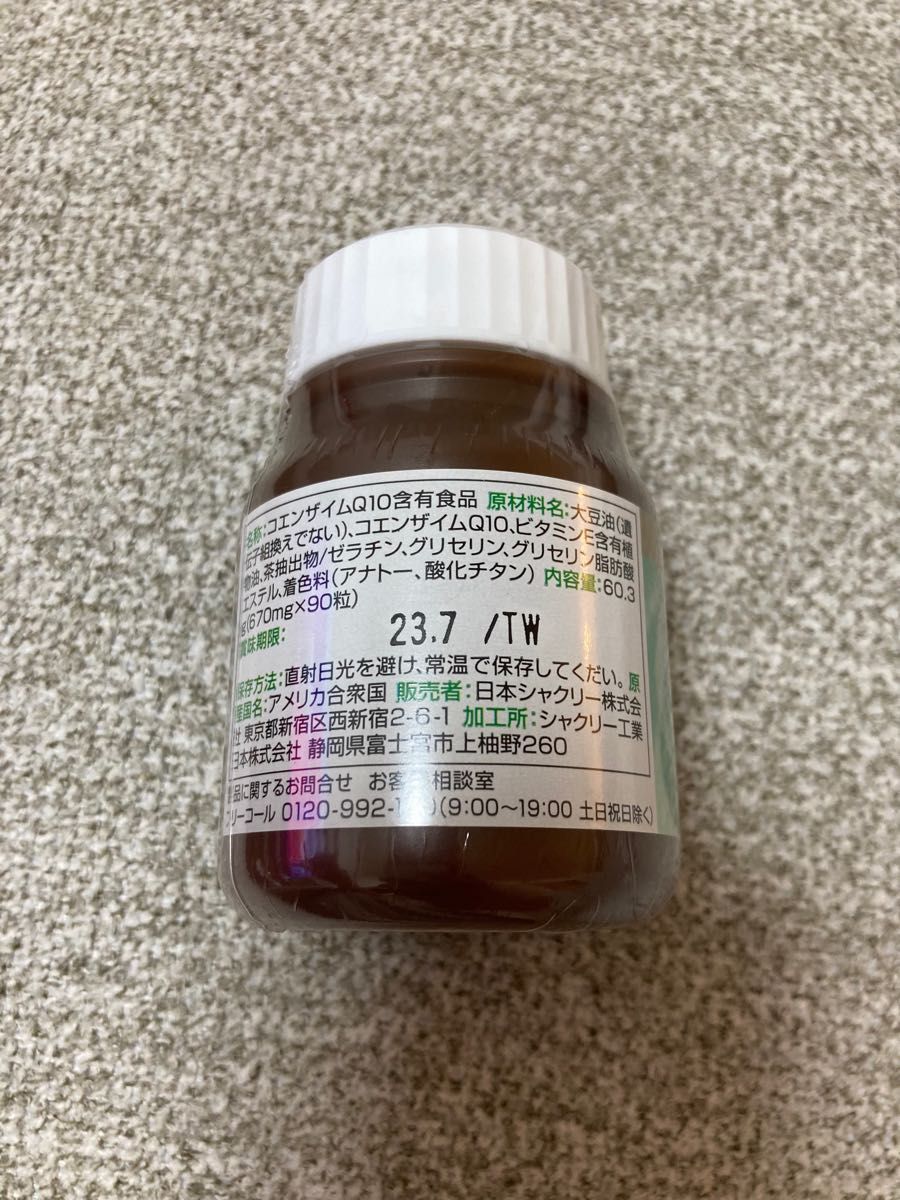 名称:コエンザイムQ10含有食品 原材料名:大豆油(遺
伝子組換えでない)、コエンザイムQ10、ビタミンE含有植
物油、茶抽出物/ゼラチン、グリセリン、グリセリン脂肪酸
エステル、着色料(アナトー、酸化チタン) 内容量:60.3
g(670mg×90粒)
賞味期限: 23.7 /TW
保存方法:直射日光を避け、常温で保存してくだい。 原
産国名:アメリカ合衆国 販売者:日本シャクリー株式会
社 東京都新宿区西新宿2-6-1 加工所:シャクリー工業
日本株式会社 静岡県富士宮市上柚野260
品に関するお問合せ お客 相談室
リーコール 0120-992-1 (9:00〜19:00 土日祝日除く)